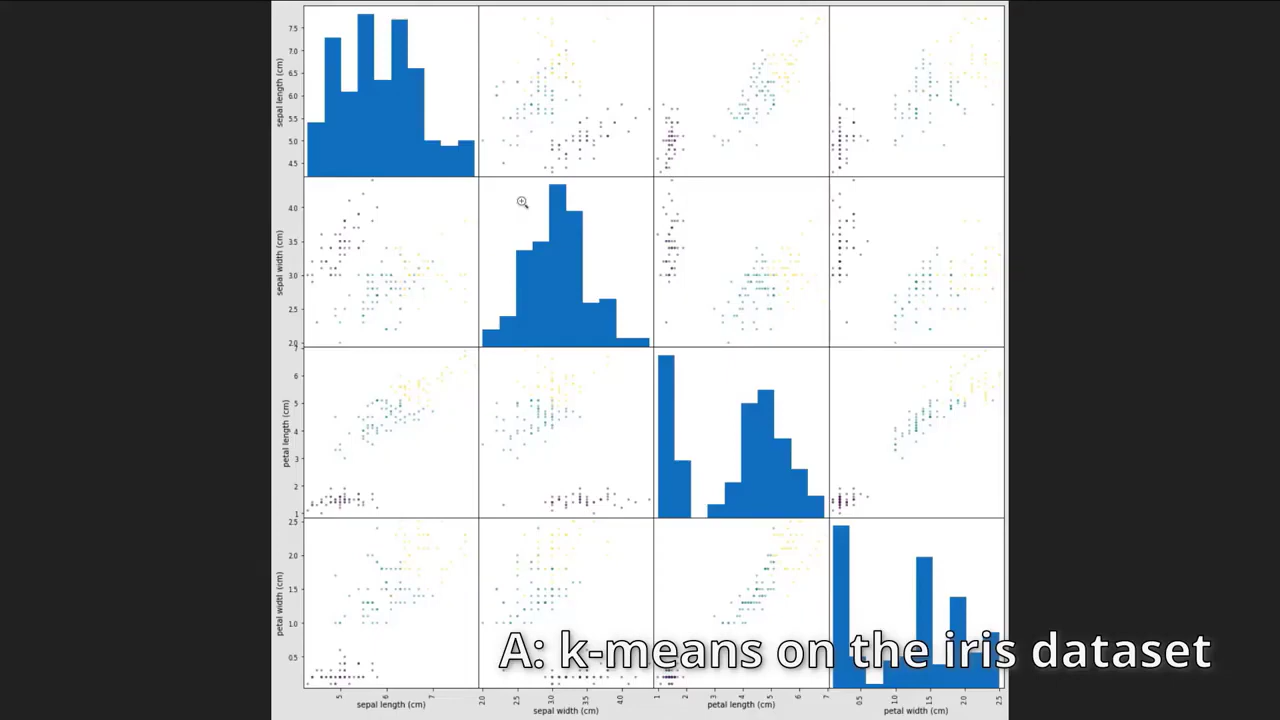 sepal length (cm)
7.5
7.0
6.5
6.0
5.5
5.0
4.5
sepal width (cm)
4.0
3.5
3.0
2.5
2.0
petal length (cm)
7
6
5
4
3
2
1
petal width (cm)
2.5
2.0
1.5
1.0
0.5
A: k-means on the iris dataset
5 6 7
2.0 2.5 3.0 3.5 4.0
1 2 3 4 5 6 7
0.5 1.0 1.5 2.0 2.5
sepal length (cm)
sepal width (cm)
petal length (cm)
petal width (cm)